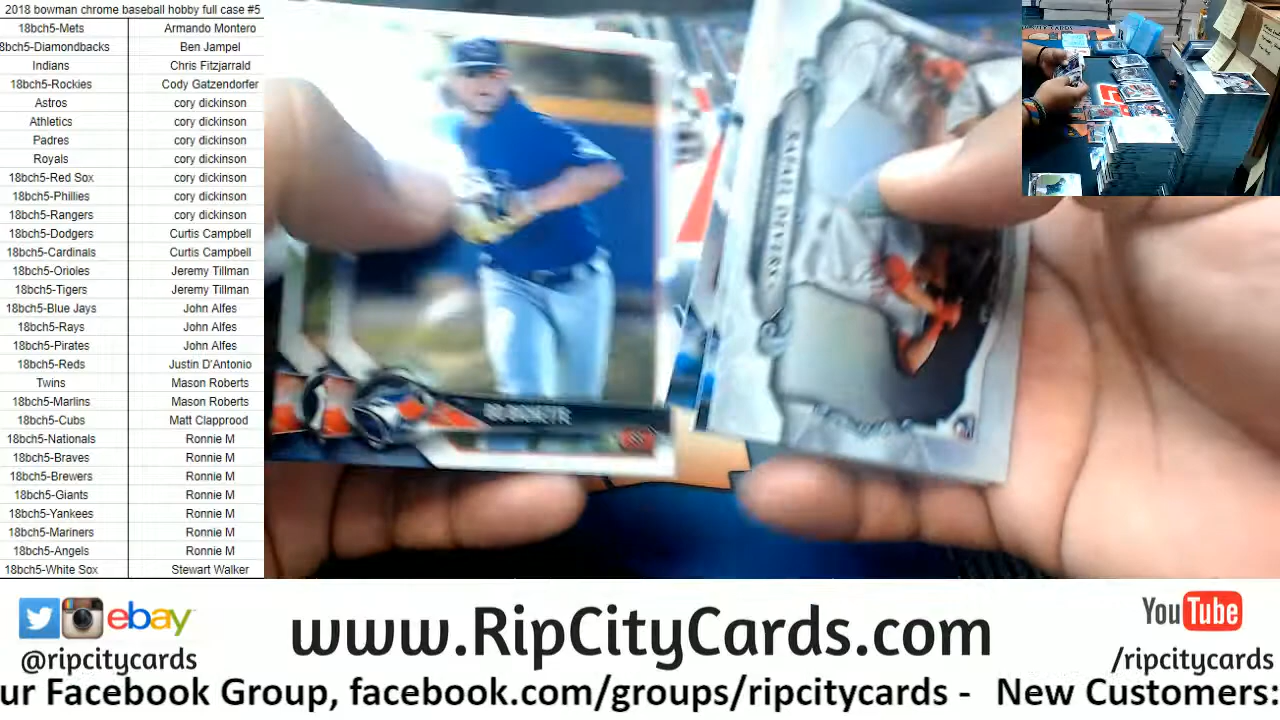 2018 bowman chrome baseball hobby full case #5
18bch5-Mets Armando Montero
8bch5-Diamondbacks Ben Jampel
Indians Chris Fitzjarrald
18bch5-Rockies Cody Gatzendorfer
Astros cory dickinson
Athletics cory dickinson
Padres cory dickinson
Royals cory dickinson
18bch5-Red Sox cory dickinson
18bch5-Phillies cory dickinson
18bch5-Rangers cory dickinson
18bch5-Dodgers Curtis Campbell
18bch5-Cardinals Curtis Campbell
18bch5-Orioles Jeremy Tillman
18bch5-Tigers Jeremy Tillman
18bch5-Blue Jays John Alfes
18bch5-Rays John Alfes
18bch5-Pirates John Alfes
18bch5-Reds Justin D'Antonio
Twins Mason Roberts
18bch5-Marlins Mason Roberts
18bch5-Cubs Matt Clapprood
18bch5-Nationals Ronnie M
18bch5-Braves Ronnie M
18bch5-Brewers Ronnie M
18bch5-Giants Ronnie M
18bch5-Yankees Ronnie M
18bch5-Mariners Ronnie M
18bch5-Angels Ronnie M
18bch5-White Sox Stewart Walker
RAFAEL DEVERS
ebay
@ripcitycards
www.RipCityCards.com
YouTube
/ripcitycards
ur Facebook Group, facebook.com/groups/ripcitycards - New Customers: